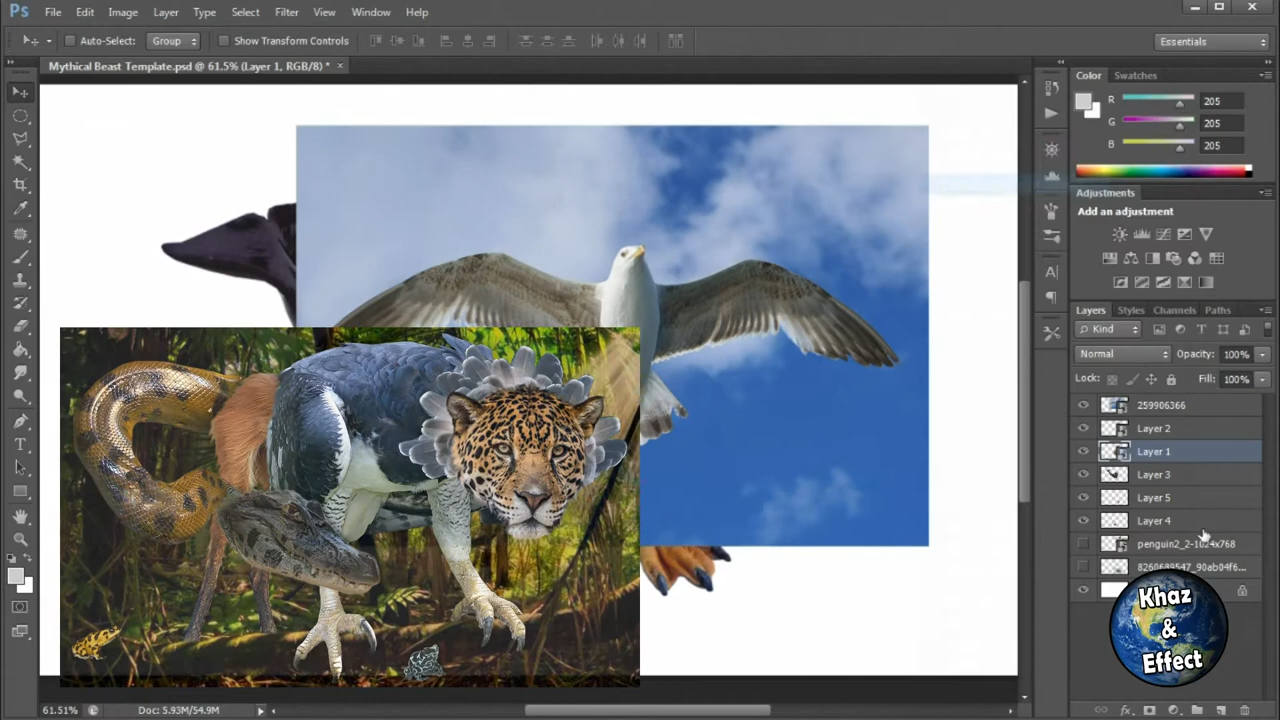 Ps File Edit Image Layer Type Select Filter View Window Help
Auto-Select: Group Show Transform Controls Essentials
Mythical Beast Template.psd @ 61.5% (Layer 1, RGB/8) * ×
Color Swatches
R 205
G 205
B 205
Adjustments
Add an adjustment
Layers Styles Channels Paths
Kind
Normal Opacity: 100%
Lock: Fill: 100%
259906366
Layer 2
Layer 1
Layer 3
Layer 5
Layer 4
penguin2_2-1024x768
8260689547_90ab04f6...
Khaz
&
Effect
61.51% Doc: 5.93M/54.9M